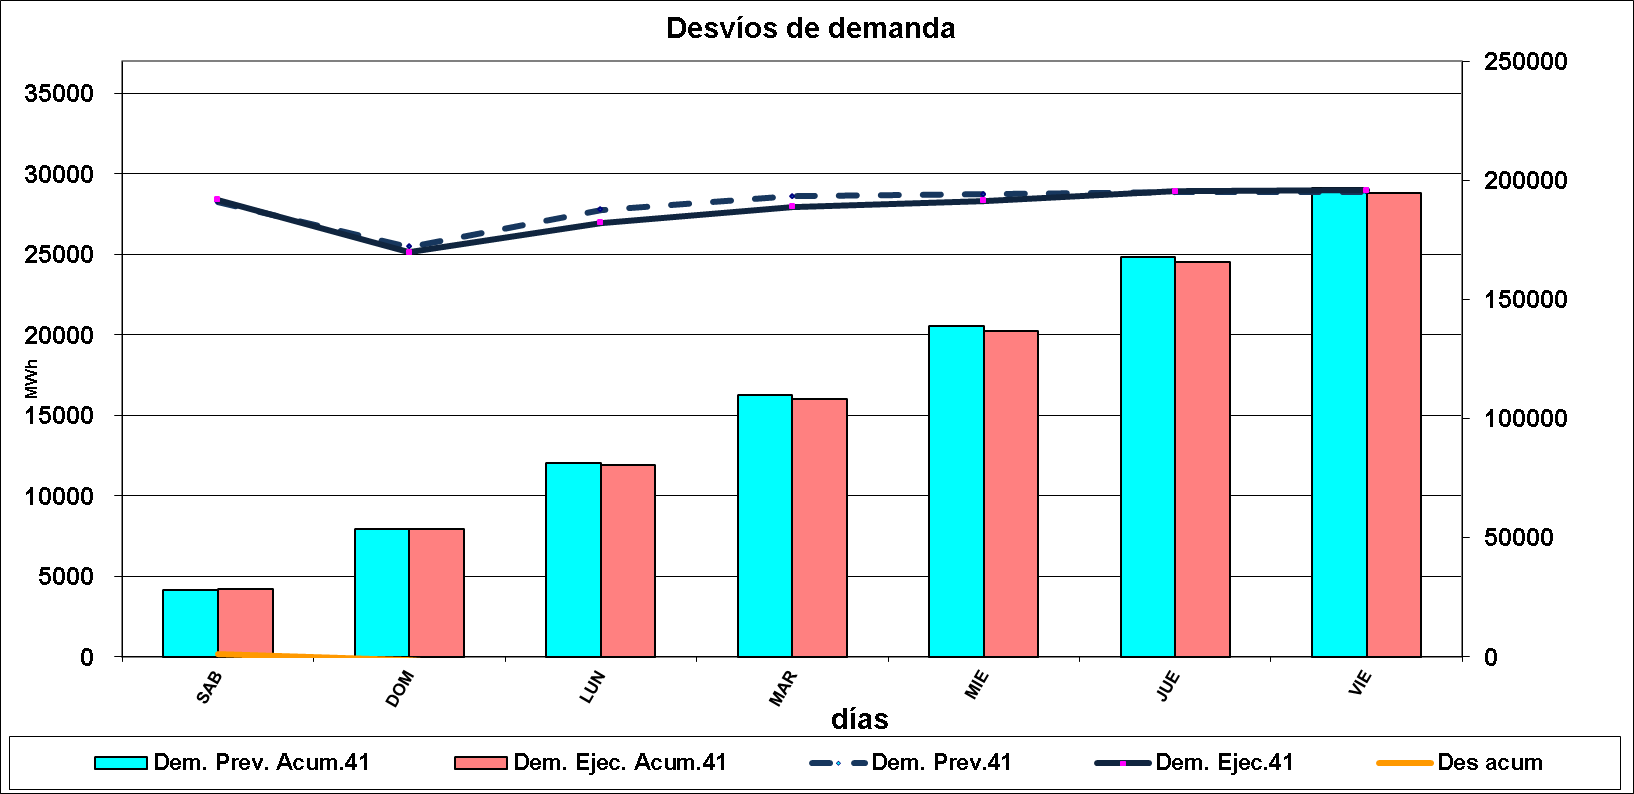 Desvíos de demanda
35000
30000
25000
20000
15000
10000
5000
0
MWh
250000
200000
150000
100000
50000
0
SAB
DOM
LUN
MAR
MIE
JUE
VIE
días
Dem. Prev. Acum.41
Dem. Ejec. Acum.41
Dem. Prev.41
Dem. Ejec.41
Des acum